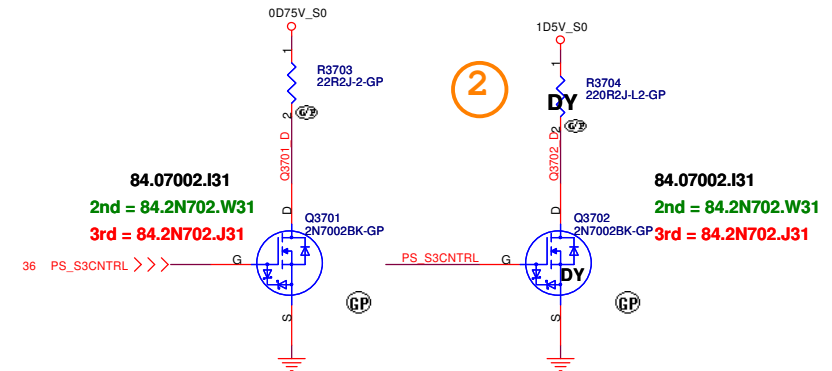 0D75V_S0
1
R3703
22R2J-2-GP
2
G/P
Q3701_D
84.07002.I31
2nd = 84.2N702.W31
3rd = 84.2N702.J31
D
Q3701
2N7002BK-GP
36 PS_S3CNTRL
G
GP
S
2
1D5V_S0
1
R3704
220R2J-L2-GP
DY
2
G/P
Q3702_D
84.07002.I31
2nd = 84.2N702.W31
3rd = 84.2N702.J31
D
Q3702
2N7002BK-GP
PS_S3CNTRL
G
DY
GP
S